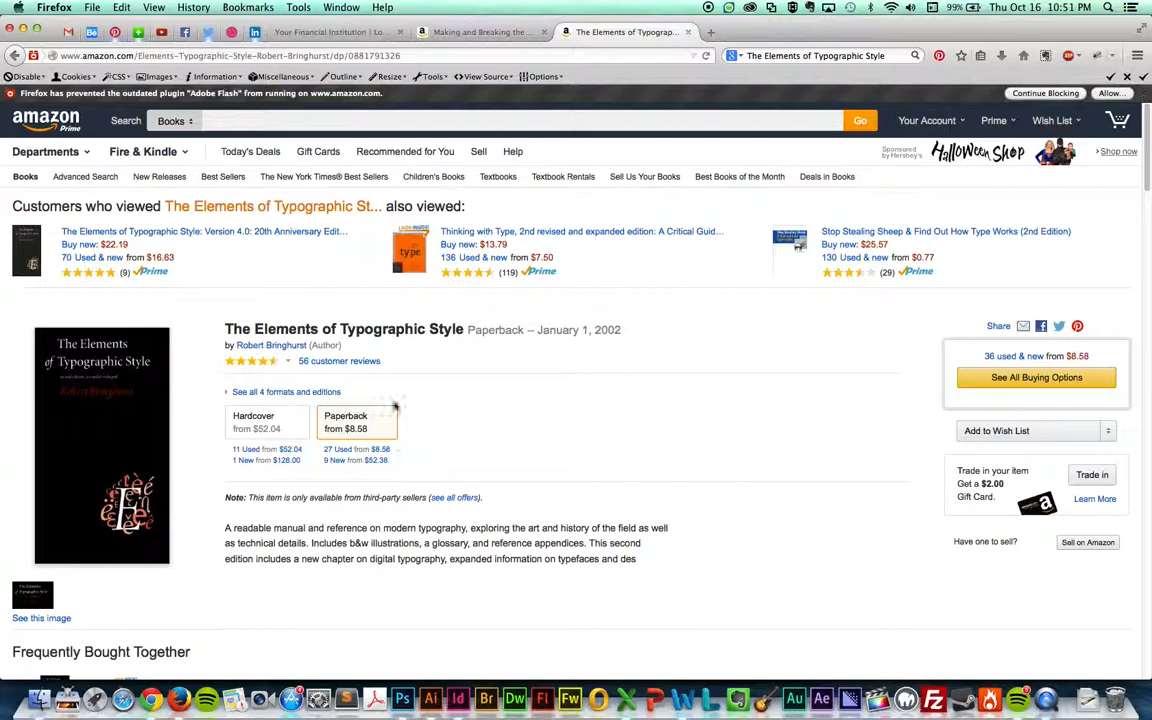 Firefox File Edit View History Bookmarks Tools Window Help
99% Thu Oct 16 10:51 PM
Your Financial Institution | Lo...
Making and Breaking the ...
The Elements of Typograp...
www.amazon.com/Elements-Typographic-Style-Robert-Bringhurst/dp/0881791326
The Elements of Typographic Style
Disable Cookies CSS Images Information Miscellaneous Outline Resize Tools View Source Options
Firefox has prevented the outdated plugin "Adobe Flash" from running on www.amazon.com.
Continue Blocking
Allow...
amazon
Prime
Search
Books
Go
Your Account
Prime
Wish List
Departments
Fire & Kindle
Today's Deals Gift Cards Recommended for You Sell Help
Sponsored by Hershey's
Halloween Shop
Shop now
Books Advanced Search New Releases Best Sellers The New York Times® Best Sellers Children's Books Textbooks Textbook Rentals Sell Us Your Books Best Books of the Month Deals in Books
Customers who viewed The Elements of Typographic St... also viewed:
The Elements of Typographic Style: Version 4.0: 20th Anniversary Edit...
Buy new: $22.19
70 Used & new from $16.63
(9) Prime
type
Thinking with Type, 2nd revised and expanded edition: A Critical Guid...
Buy new: $13.79
136 Used & new from $7.50
(119) Prime
Stop Stealing Sheep & Find Out How Type Works (2nd Edition)
Buy new: $25.57
130 Used & new from $0.77
(29) Prime
The Elements
of Typographic Style
Robert Bringhurst
See this image
The Elements of Typographic Style Paperback – January 1, 2002
by Robert Bringhurst (Author)
56 customer reviews
See all 4 formats and editions
Hardcover
from $52.04
11 Used from $52.04
1 New from $128.00
Paperback
from $8.58
27 Used from $8.58
9 New from $52.38
Note: This item is only available from third-party sellers (see all offers).
A readable manual and reference on modern typography, exploring the art and history of the field as well
as technical details. Includes b&w illustrations, a glossary, and reference appendices. This second
edition includes a new chapter on digital typography, expanded information on typefaces and des
Share
36 used & new from $8.58
See All Buying Options
Add to Wish List
Trade in your item
Get a $2.00
Gift Card.
Trade in
Learn More
Have one to sell?
Sell on Amazon
Frequently Bought Together
Ps Ai Id Br Dw Fl Fw Au Ae